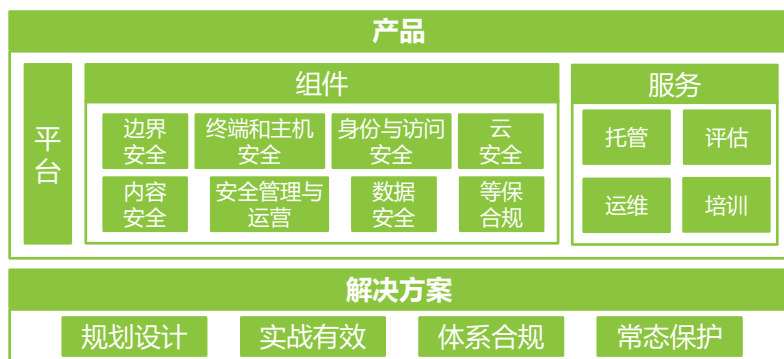 产品
平台
组件
边界
安全
终端和主机
安全
身份与访问
安全
云
安全
内容
安全
安全管理与
运营
数据
安全
等保
合规
服务
托管
评估
运维
培训
解决方案
规划设计
实战有效
体系合规
常态保护